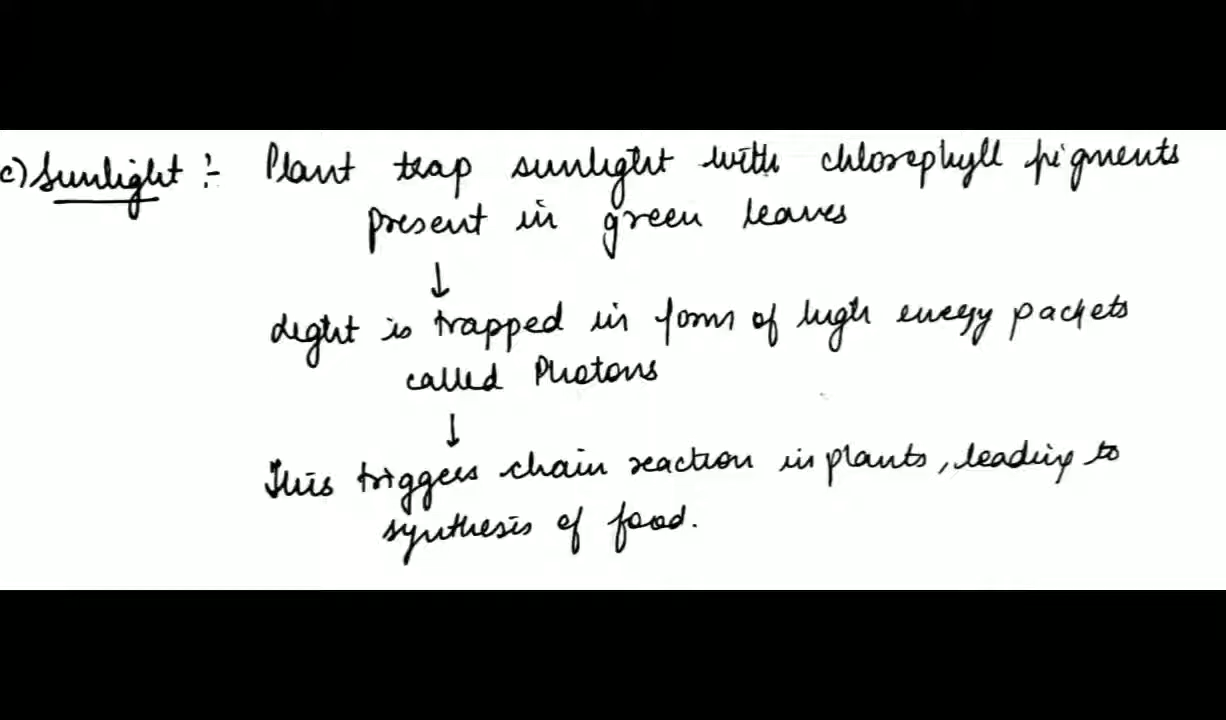 c) Sunlight :- Plant trap sunlight with chlorophyll pigments
present in green leaves
↓
Light is trapped in form of high energy packets
called Photons
↓
This triggers chain reaction in plants, leading to
synthesis of food.